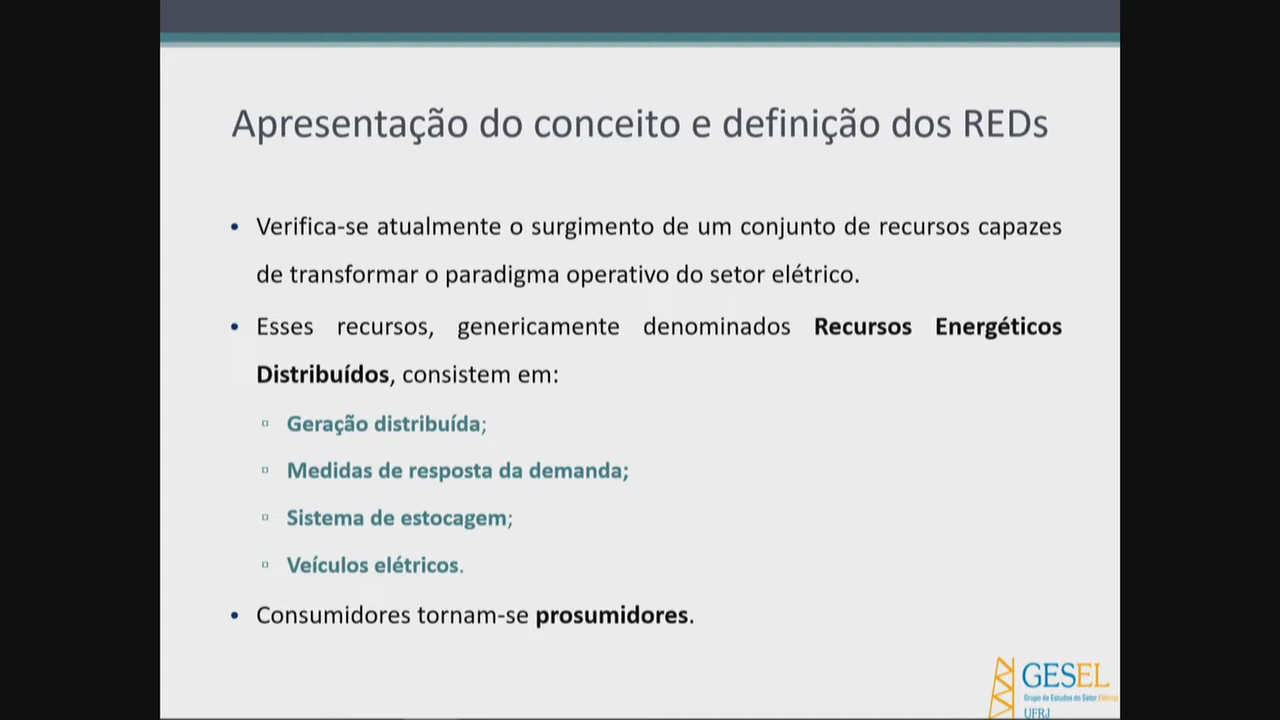 Apresentação do conceito e definição dos REDs
• Verifica-se atualmente o surgimento de um conjunto de recursos capazes
de transformar o paradigma operativo do setor elétrico.
• Esses recursos, genericamente denominados Recursos Energéticos
Distribuídos, consistem em:
▫ Geração distribuída;
▫ Medidas de resposta da demanda;
▫ Sistema de estocagem;
▫ Veículos elétricos.
• Consumidores tornam-se prosumidores.
GESEL
Grupo de Estudos do Setor Elétrico
UFRJ